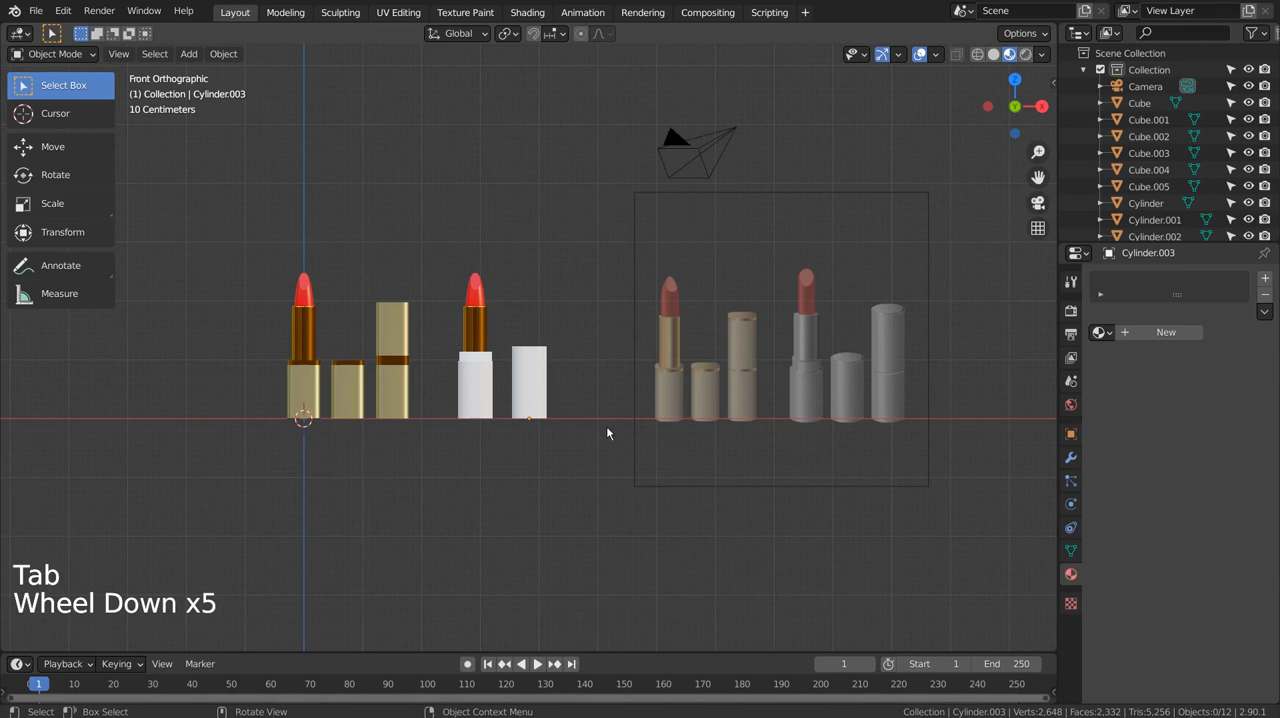 File Edit Render Window Help Layout Modeling Sculpting UV Editing Texture Paint Shading Animation Rendering Compositing Scripting + Scene View Layer
Global Options
Object Mode View Select Add Object
Select Box
Cursor
Move
Rotate
Scale
Transform
Annotate
Measure
Front Orthographic
(1) Collection | Cylinder.003
10 Centimeters
Z
X
Y
Tab
Wheel Down x5
Scene Collection
Collection
Camera
Cube
Cube.001
Cube.002
Cube.003
Cube.004
Cube.005
Cylinder
Cylinder.001
Cylinder.002
Cylinder.003
New
Playback Keying View Marker 1 Start 1 End 250
1 10 20 30 40 50 60 70 80 90 100 110 120 130 140 150 160 170 180 190 200 210 220 230 240 250
Select Box Select Rotate View Object Context Menu Collection | Cylinder.003 | Verts:2,648 | Faces:2,332 | Tris:5,256 | Objects:0/12 | 2.90.1